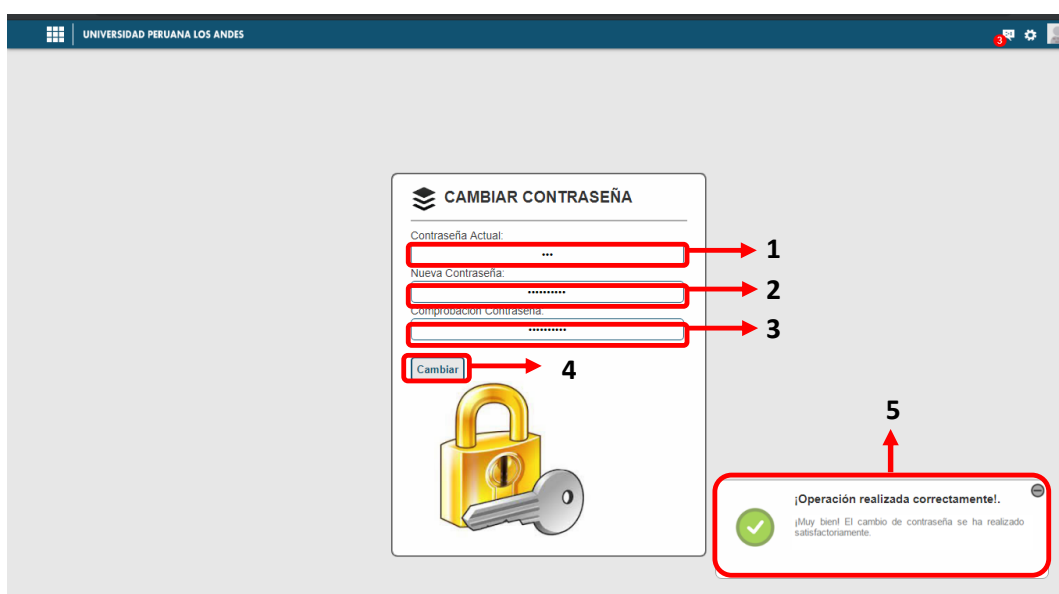 UNIVERSIDAD PERUANA LOS ANDES
3
CAMBIAR CONTRASEÑA
Contraseña Actual:
•••
1
Nueva Contraseña:
••••••••••
2
Comprobación Contraseña:
••••••••••
3
Cambiar
4
5
¡Operación realizada correctamente!.
¡Muy bien! El cambio de contraseña se ha realizado
satisfactoriamente.